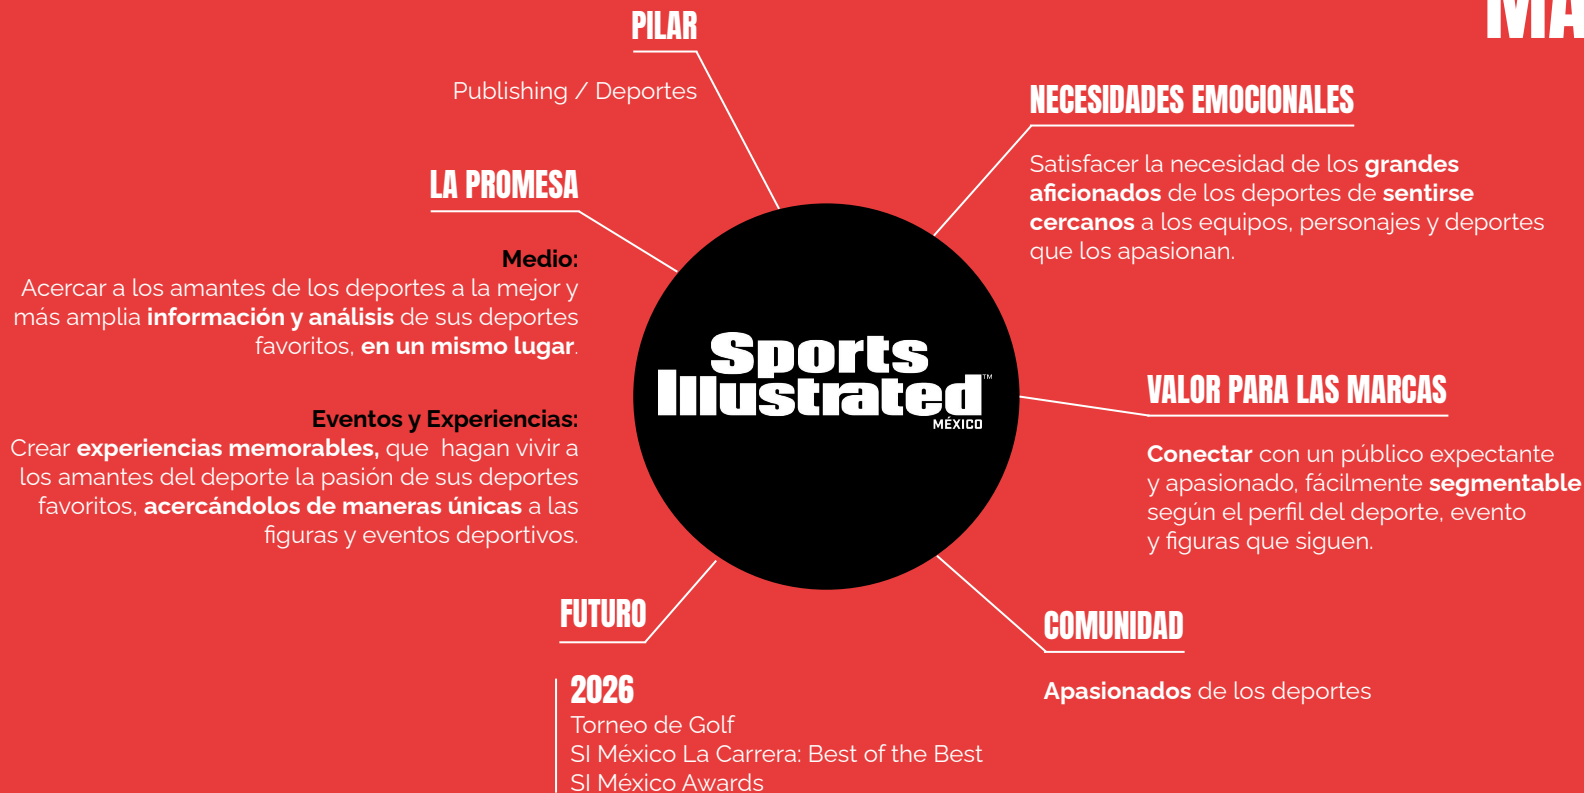 PILAR
Publishing / Deportes
LA PROMESA
Medio:
Acercar a los amantes de los deportes a la mejor y
más amplia información y análisis de sus deportes
favoritos, en un mismo lugar.
Eventos y Experiencias:
Crear experiencias memorables, que hagan vivir a
los amantes del deporte la pasión de sus deportes
favoritos, acercándolos de maneras únicas a las
figuras y eventos deportivos.
FUTURO
2026
Torneo de Golf
SI México La Carrera: Best of the Best
SI México Awards
Sports
Illustrated™
MÉXICO
NECESIDADES EMOCIONALES
Satisfacer la necesidad de los grandes
aficionados de los deportes de sentirse
cercanos a los equipos, personajes y deportes
que los apasionan.
VALOR PARA LAS MARCAS
Conectar con un público expectante
y apasionado, fácilmente segmentable
según el perfil del deporte, evento
y figuras que siguen.
COMUNIDAD
Apasionados de los deportes